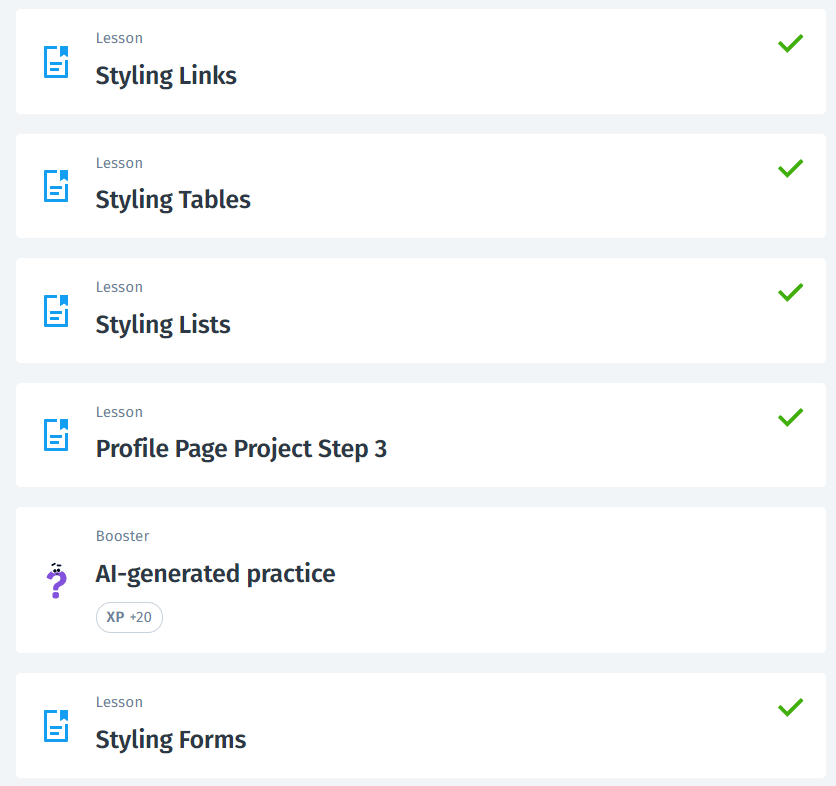 Lesson
Styling Links
Lesson
Styling Tables
Lesson
Styling Lists
Lesson
Profile Page Project Step 3
Booster
AI-generated practice
XP +20
Lesson
Styling Forms